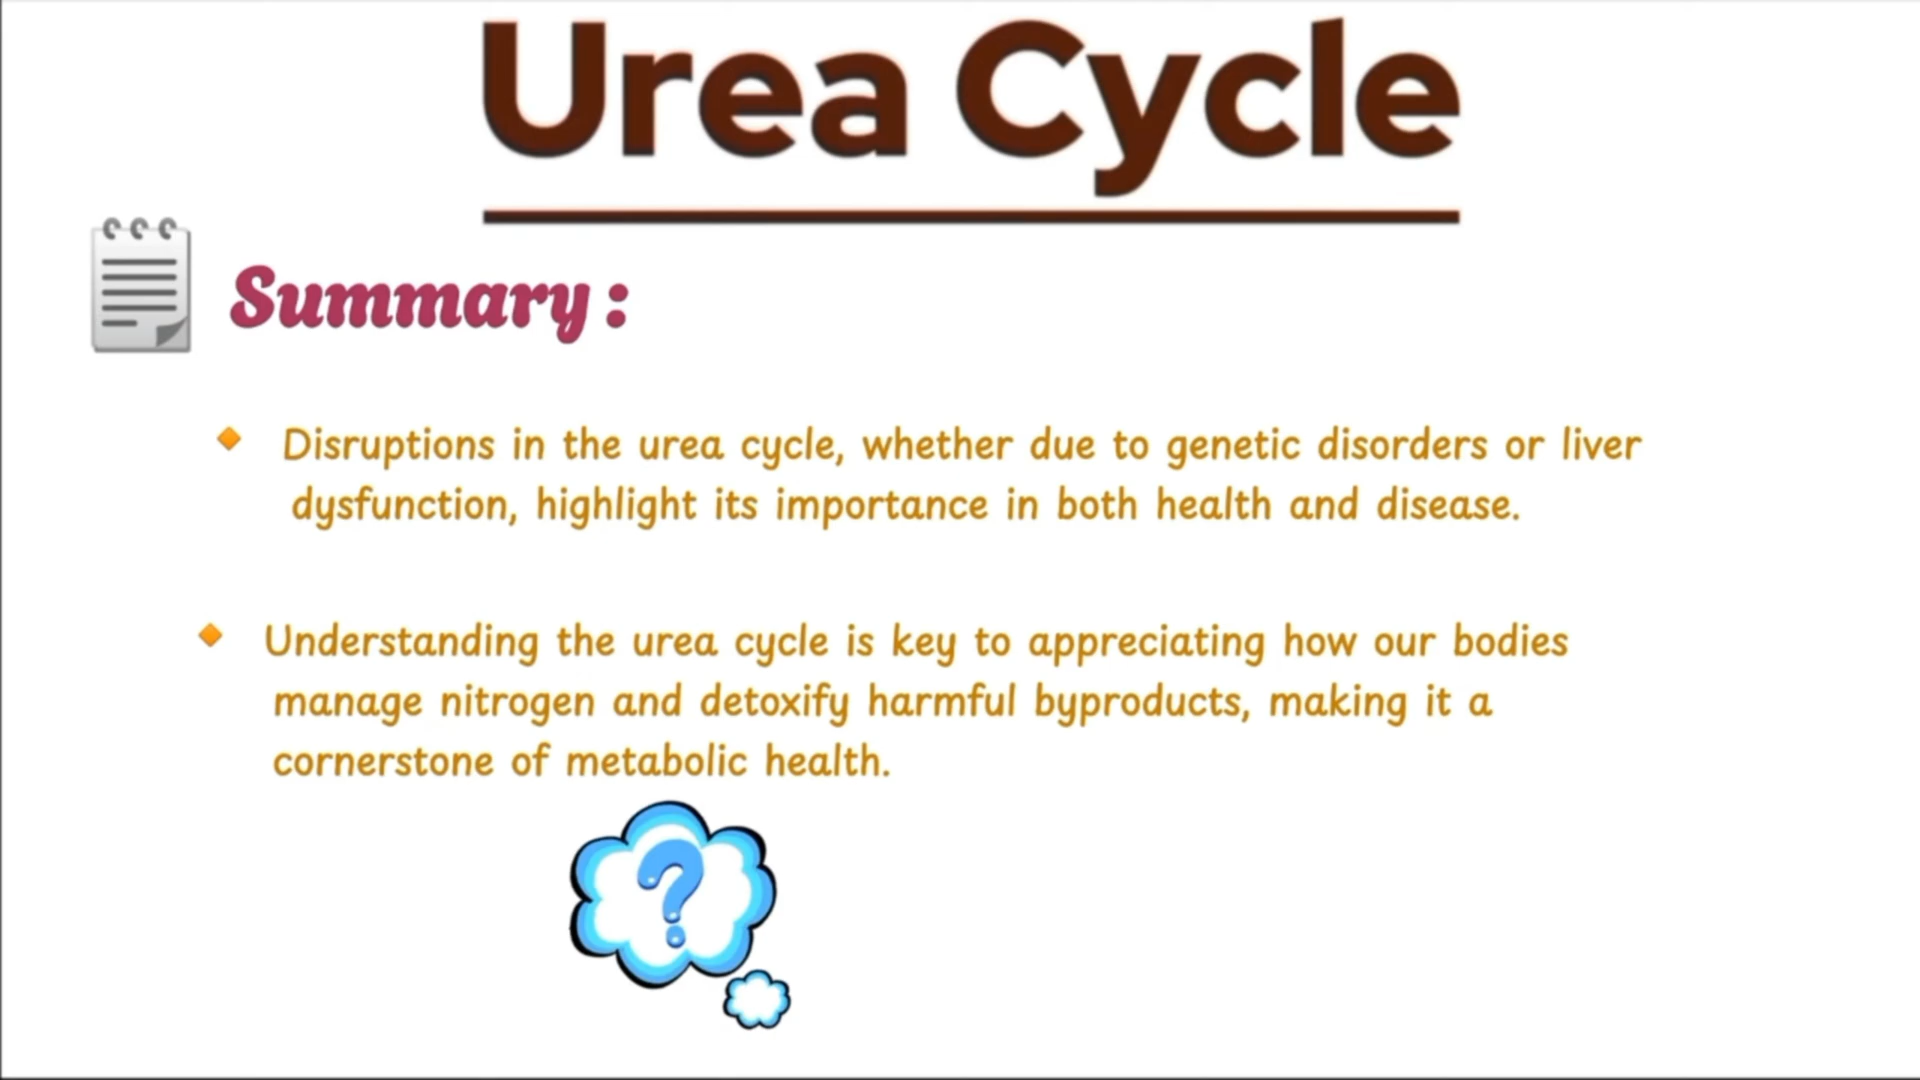 Urea Cycle
Summary:
Disruptions in the urea cycle, whether due to genetic disorders or liver
dysfunction, highlight its importance in both health and disease.
Understanding the urea cycle is key to appreciating how our bodies
manage nitrogen and detoxify harmful byproducts, making it a
cornerstone of metabolic health.
?